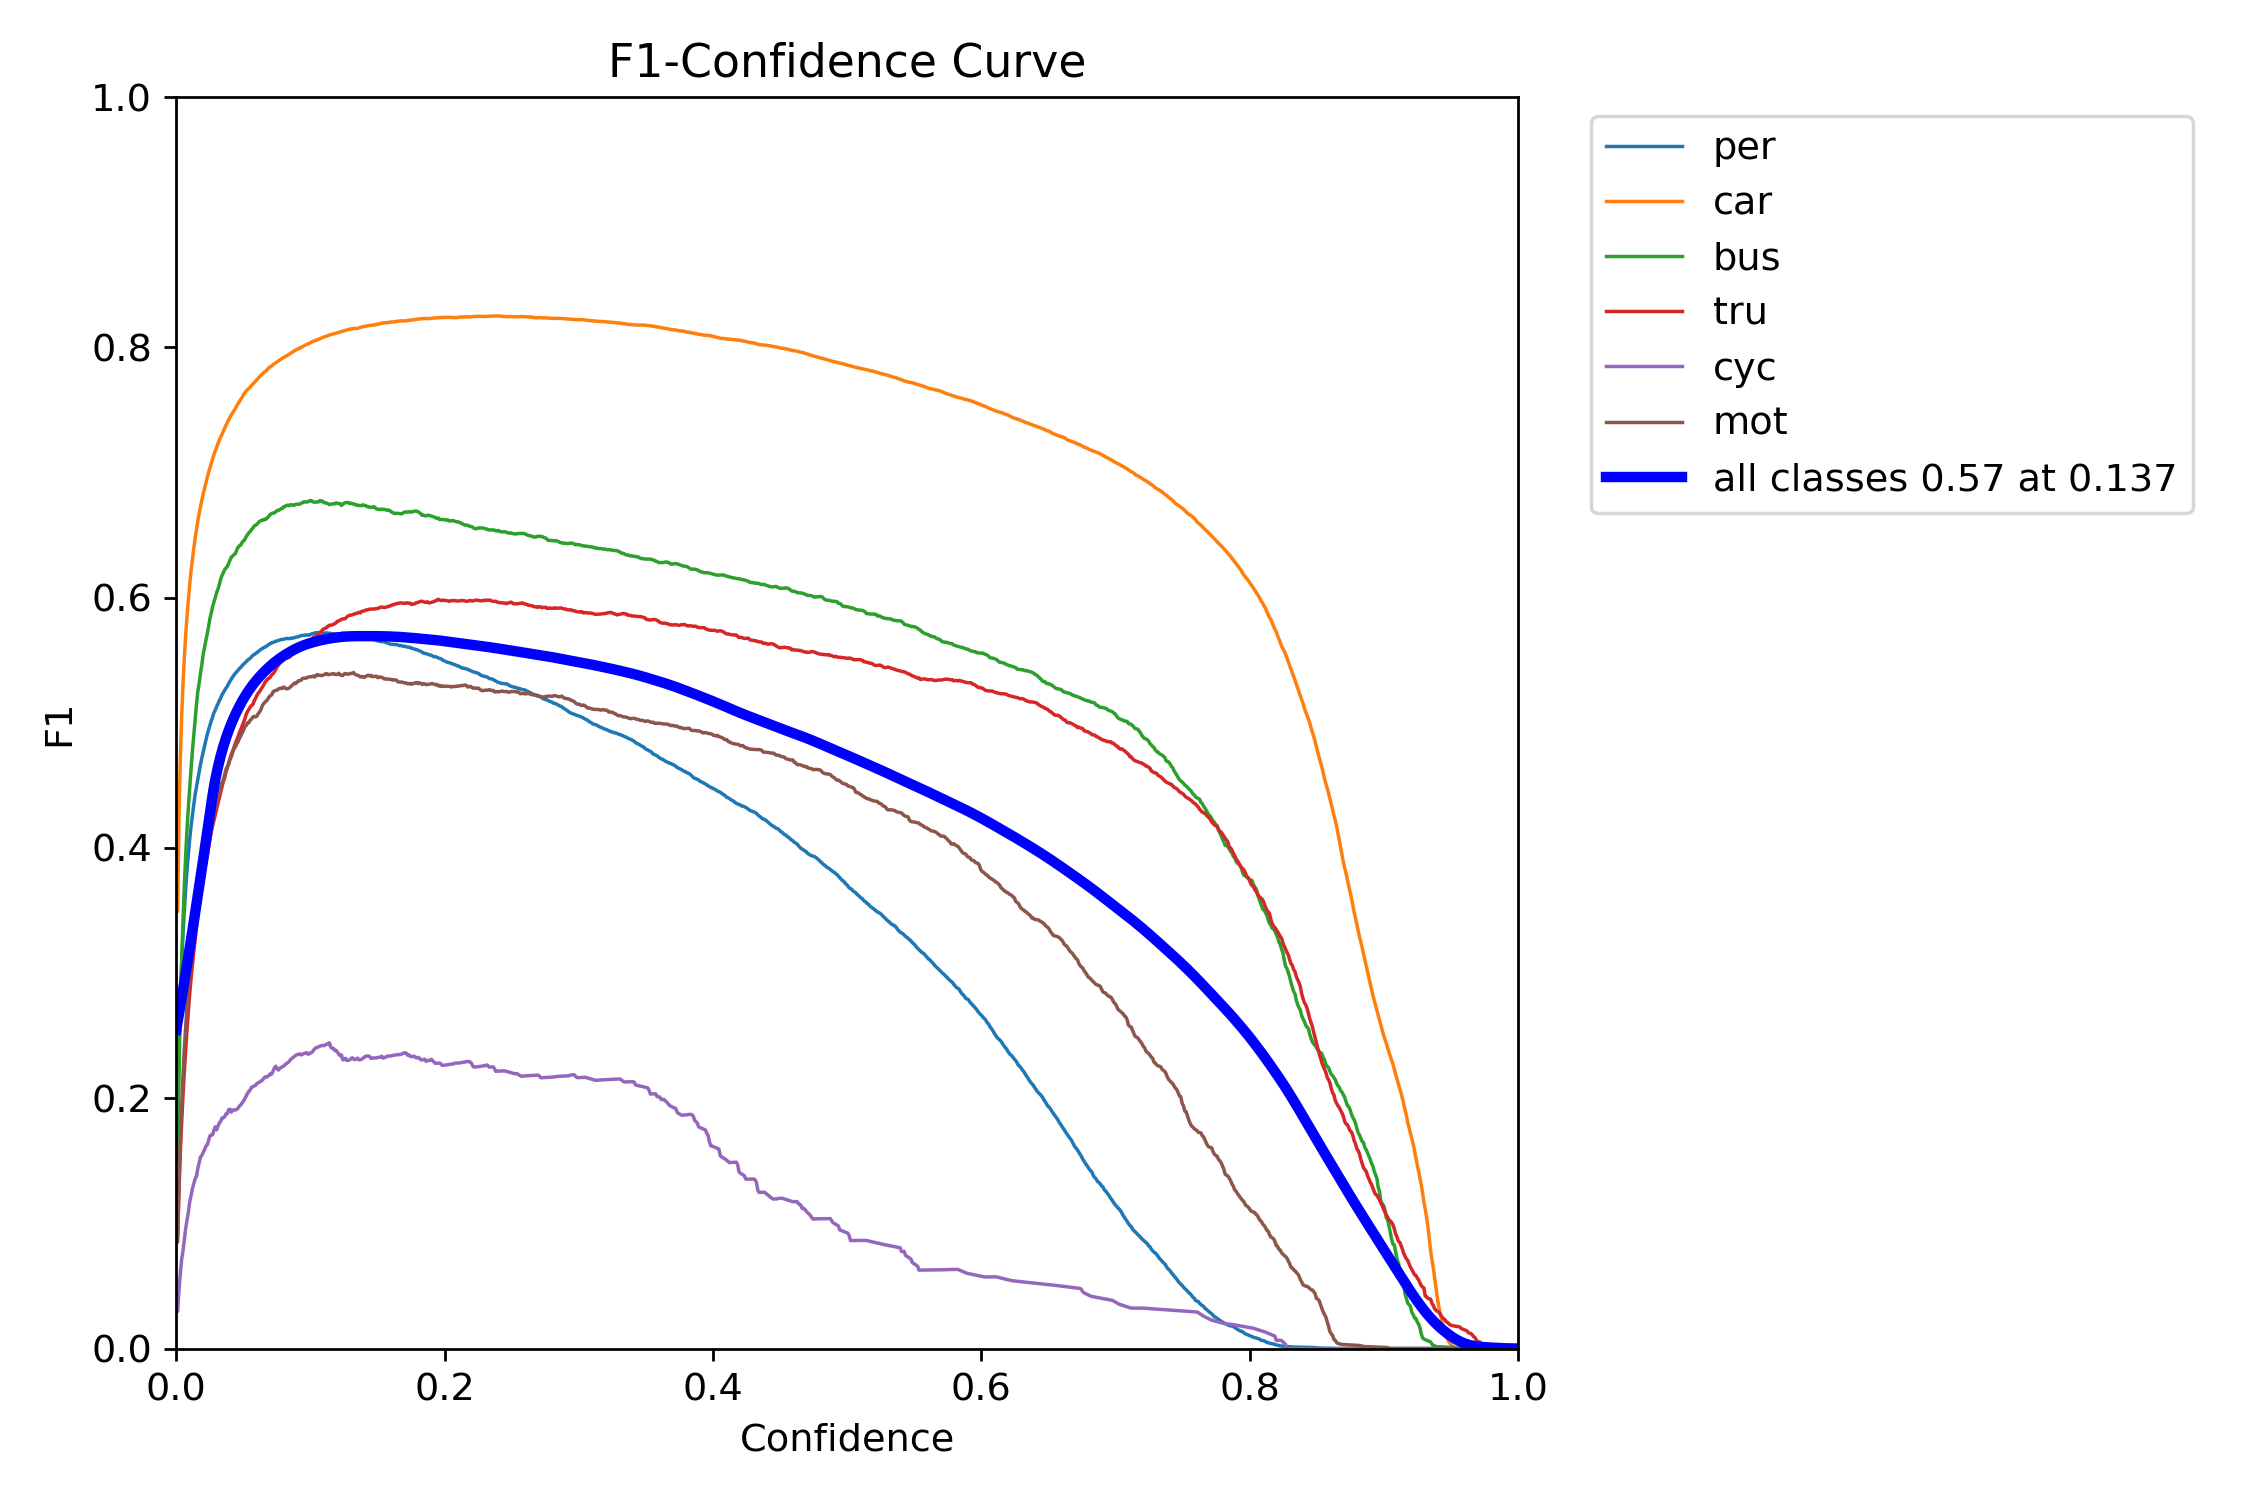 F1-Confidence Curve
1.0
0.8
0.6
0.4
0.2
0.0
F1
0.0 0.2 0.4 0.6 0.8 1.0
Confidence
per
car
bus
tru
cyc
mot
all classes 0.57 at 0.137